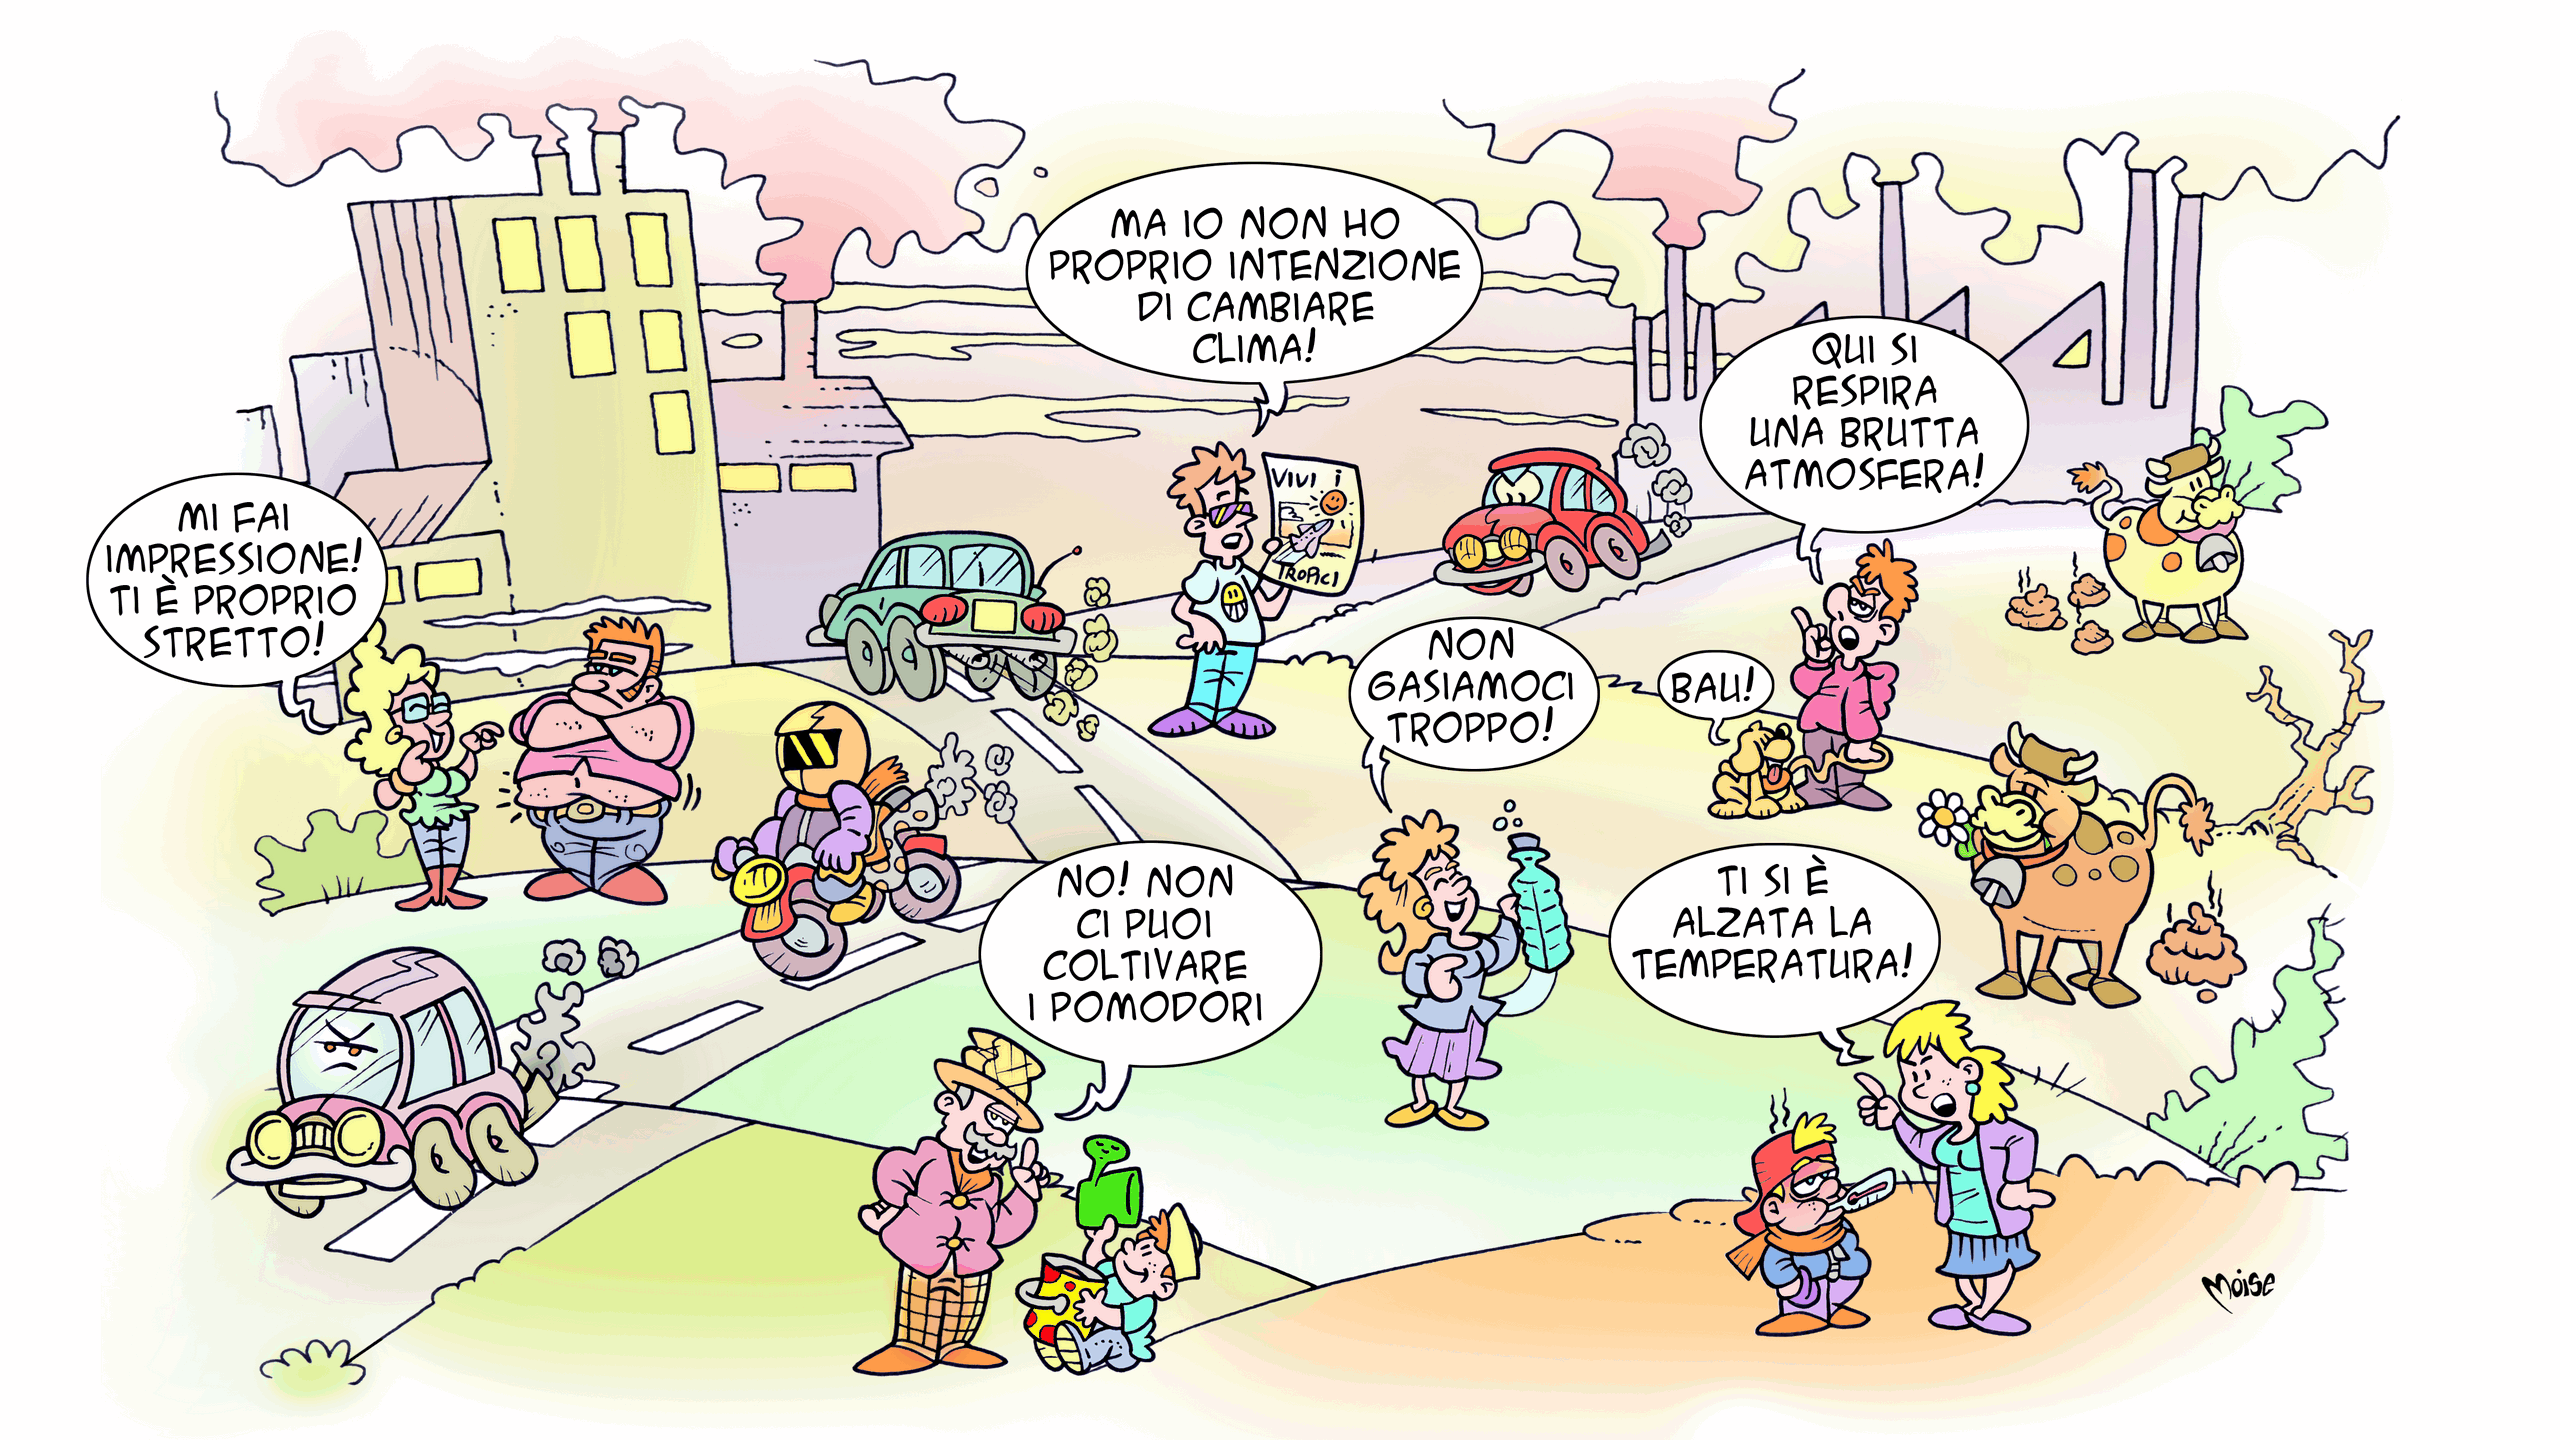 MA IO NON HO
PROPRIO INTENZIONE
DI CAMBIARE
CLIMA!
QUI SI
RESPIRA
UNA BRUTTA
ATMOSFERA!
MI FAI
IMPRESSIONE!
TI È PROPRIO
STRETTO!
VIVI i
TROPICI
NON
GASIAMOCI
TROPPO!
BAU!
NO! NON
CI PUOI
COLTIVARE
I POMODORI
TI SI È
ALZATA LA
TEMPERATURA!
Moise